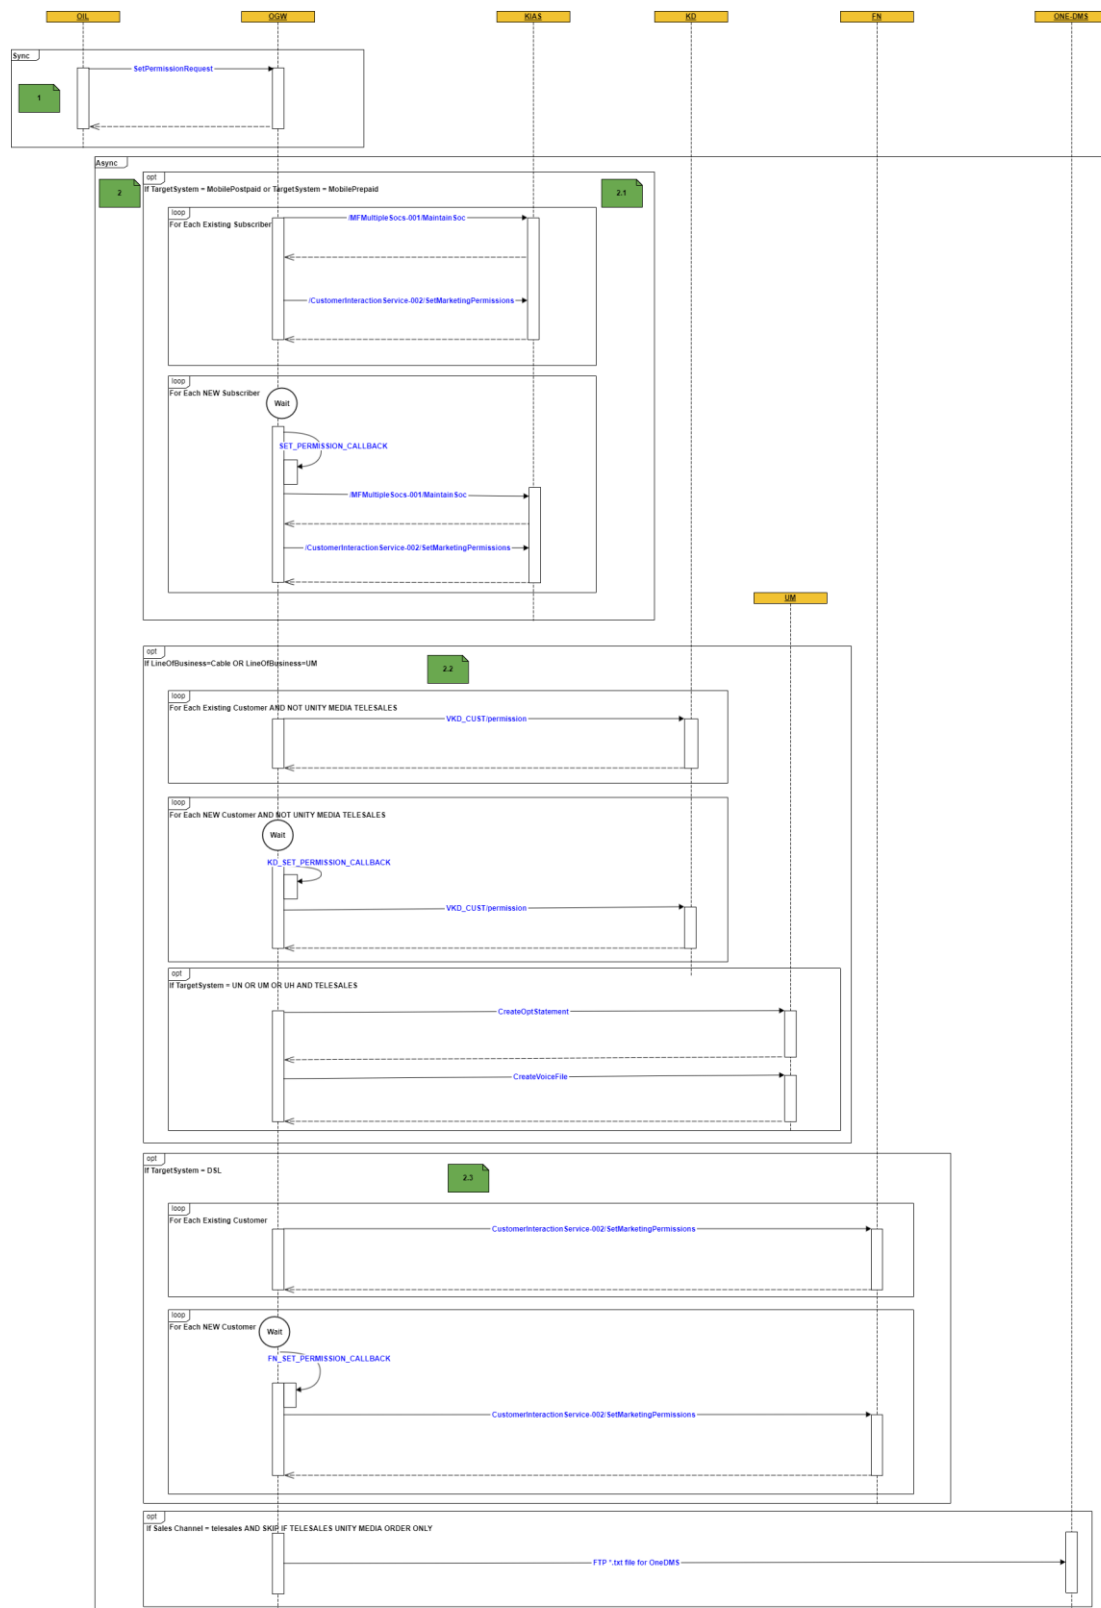 OIL OGW KIAS KD FN ONE-DMS
Sync
SetPermissionRequest
1
Async
opt
2
If TargetSystem = MobilePostpaid or TargetSystem = MobilePrepaid
2.1
loop
For Each Existing Subscriber
/MFMultipleSocs-001/MaintainSoc
/CustomerInteractionService-002/SetMarketingPermissions
loop
For Each NEW Subscriber
Wait
SET_PERMISSION_CALLBACK
/MFMultipleSocs-001/MaintainSoc
/CustomerInteractionService-002/SetMarketingPermissions
UM
opt
If LineOfBusiness=Cable OR LineOfBusiness=UM
2.2
loop
For Each Existing Customer AND NOT UNITY MEDIA TELESALES
VKD_CUST/permission
loop
For Each NEW Customer AND NOT UNITY MEDIA TELESALES
Wait
KD_SET_PERMISSION_CALLBACK
VKD_CUST/permission
opt
If TargetSystem = UN OR UM OR UH AND TELESALES
CreateOptStatement
CreateVoiceFile
opt
If TargetSystem = DSL
2.3
loop
For Each Existing Customer
CustomerInteractionService-002/SetMarketingPermissions
loop
For Each NEW Customer
Wait
FN_SET_PERMISSION_CALLBACK
CustomerInteractionService-002/SetMarketingPermissions
opt
If Sales Channel = telesales AND SKIP IF TELESALES UNITY MEDIA ORDER ONLY
FTP *.txt file for OneDMS